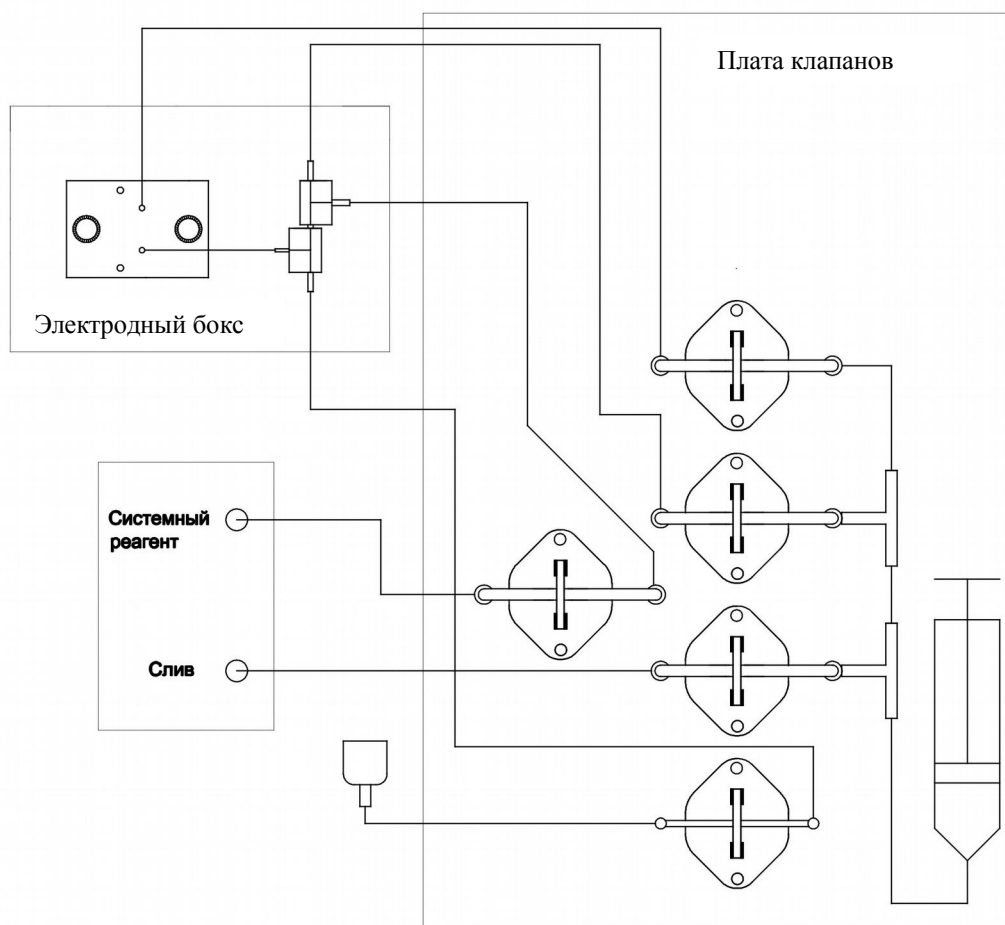 Плата клапанов
Электродный бокс
Системный
реагент
Слив